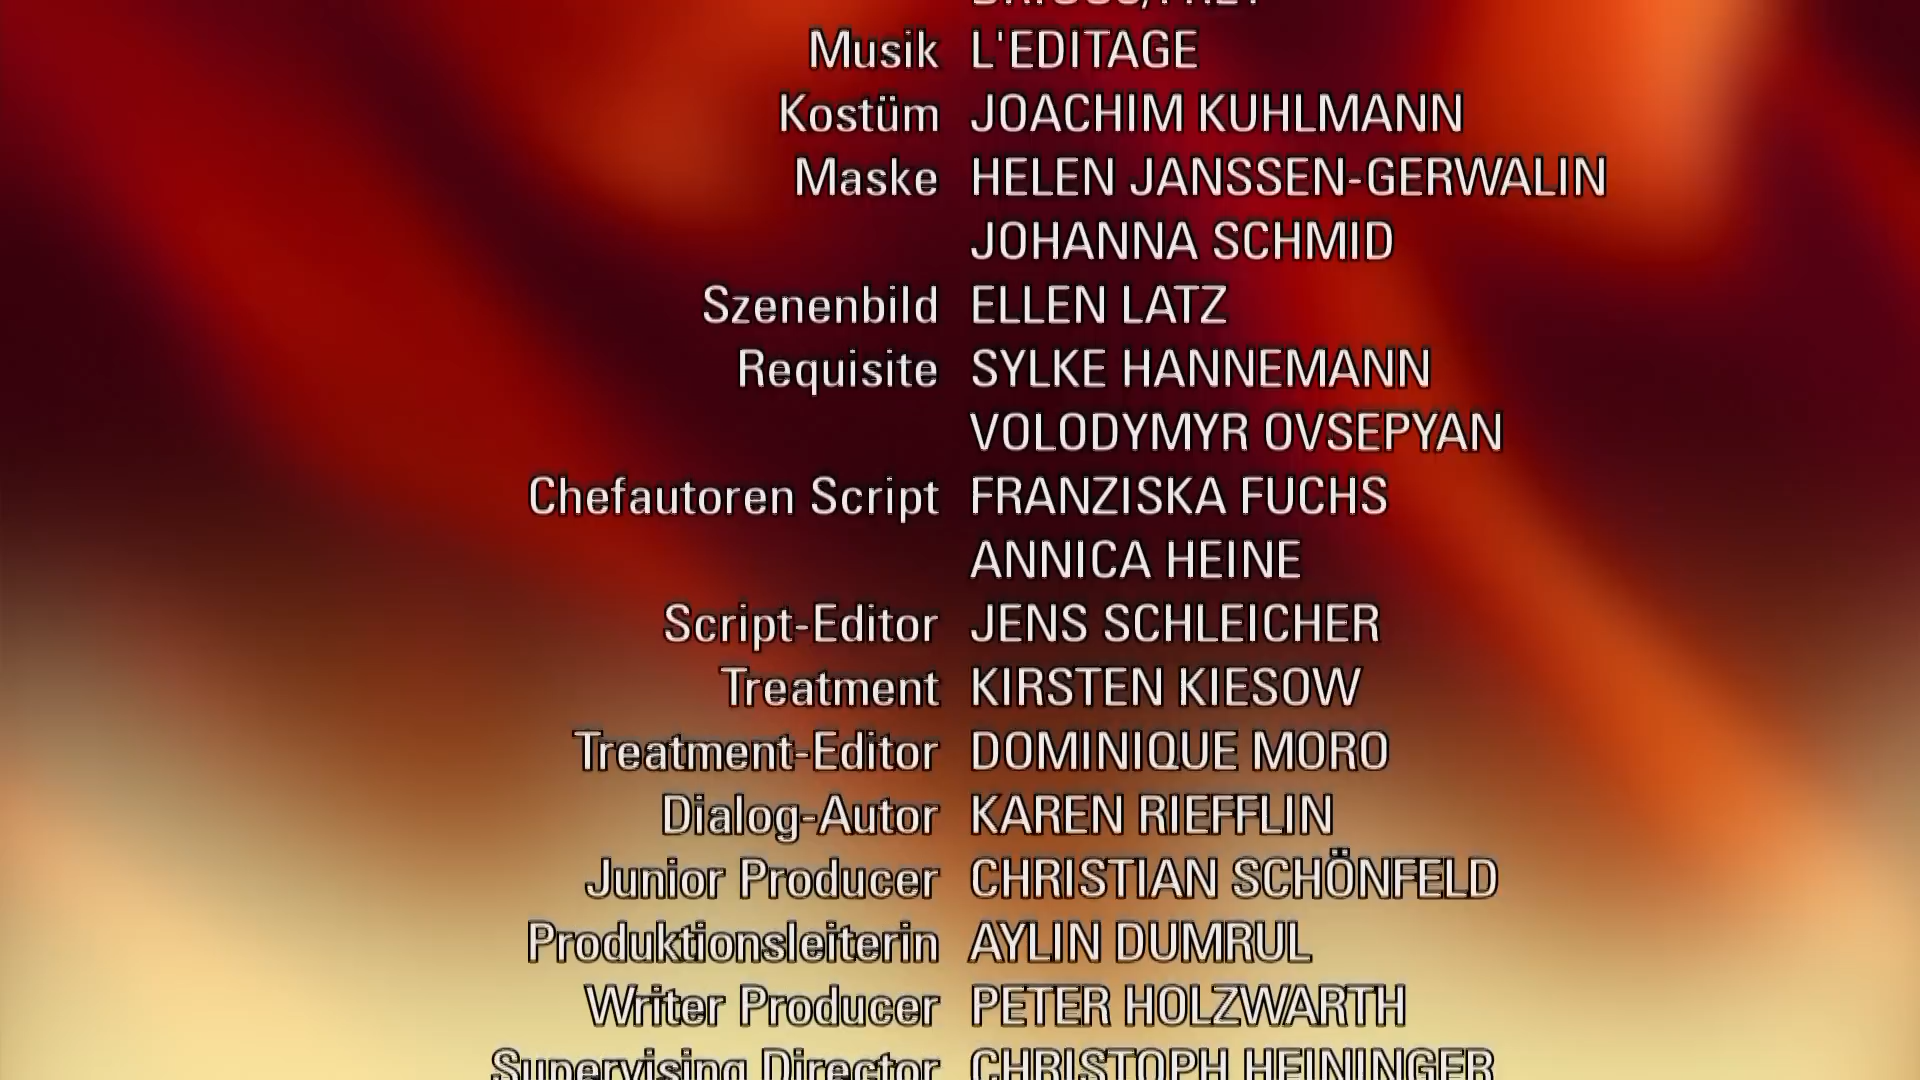 Musik L'EDITAGE
Kostüm JOACHIM KUHLMANN
Maske HELEN JANSSEN-GERWALIN
JOHANNA SCHMID
Szenenbild ELLEN LATZ
Requisite SYLKE HANNEMANN
VOLODYMYR OVSEPYAN
Chefautoren Script FRANZISKA FUCHS
ANNICA HEINE
Script-Editor JENS SCHLEICHER
Treatment KIRSTEN KIESOW
Treatment-Editor DOMINIQUE MORO
Dialog-Autor KAREN RIEFFLIN
Junior Producer CHRISTIAN SCHÖNFELD
Produktionsleiterin AYLIN DUMRUL
Writer Producer PETER HOLZWARTH
Supervising Director CHRISTOPH HEININGER